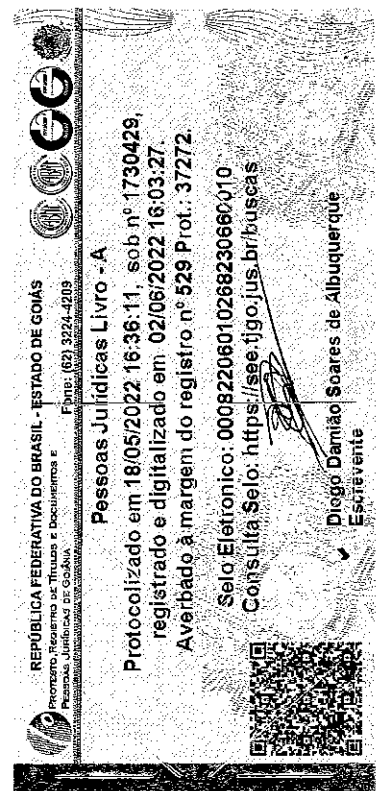 REPÚBLICA FEDERATIVA DO BRASIL - ESTADO DE GOIÁS
PROTESTO, REGISTRO DE TÍTULOS E DOCUMENTOS E
PESSOAS JURÍDICAS DE GOIÂNIA Fone: (62) 3224-4209
Pessoas Jurídicas Livro - A
Protocolizado em 18/05/2022 16:36:11, sob nº 1730429,
registrado e digitalizado em 02/06/2022 16:03:27.
Averbado à margem do registro nº 529 Prot.: 37272
Selo Eletronico: 00082206010268230660010
Consulta Selo: https://see.tjgo.jus.br/buscas
Diogo Damião Soares de Albuquerque
Escrevente